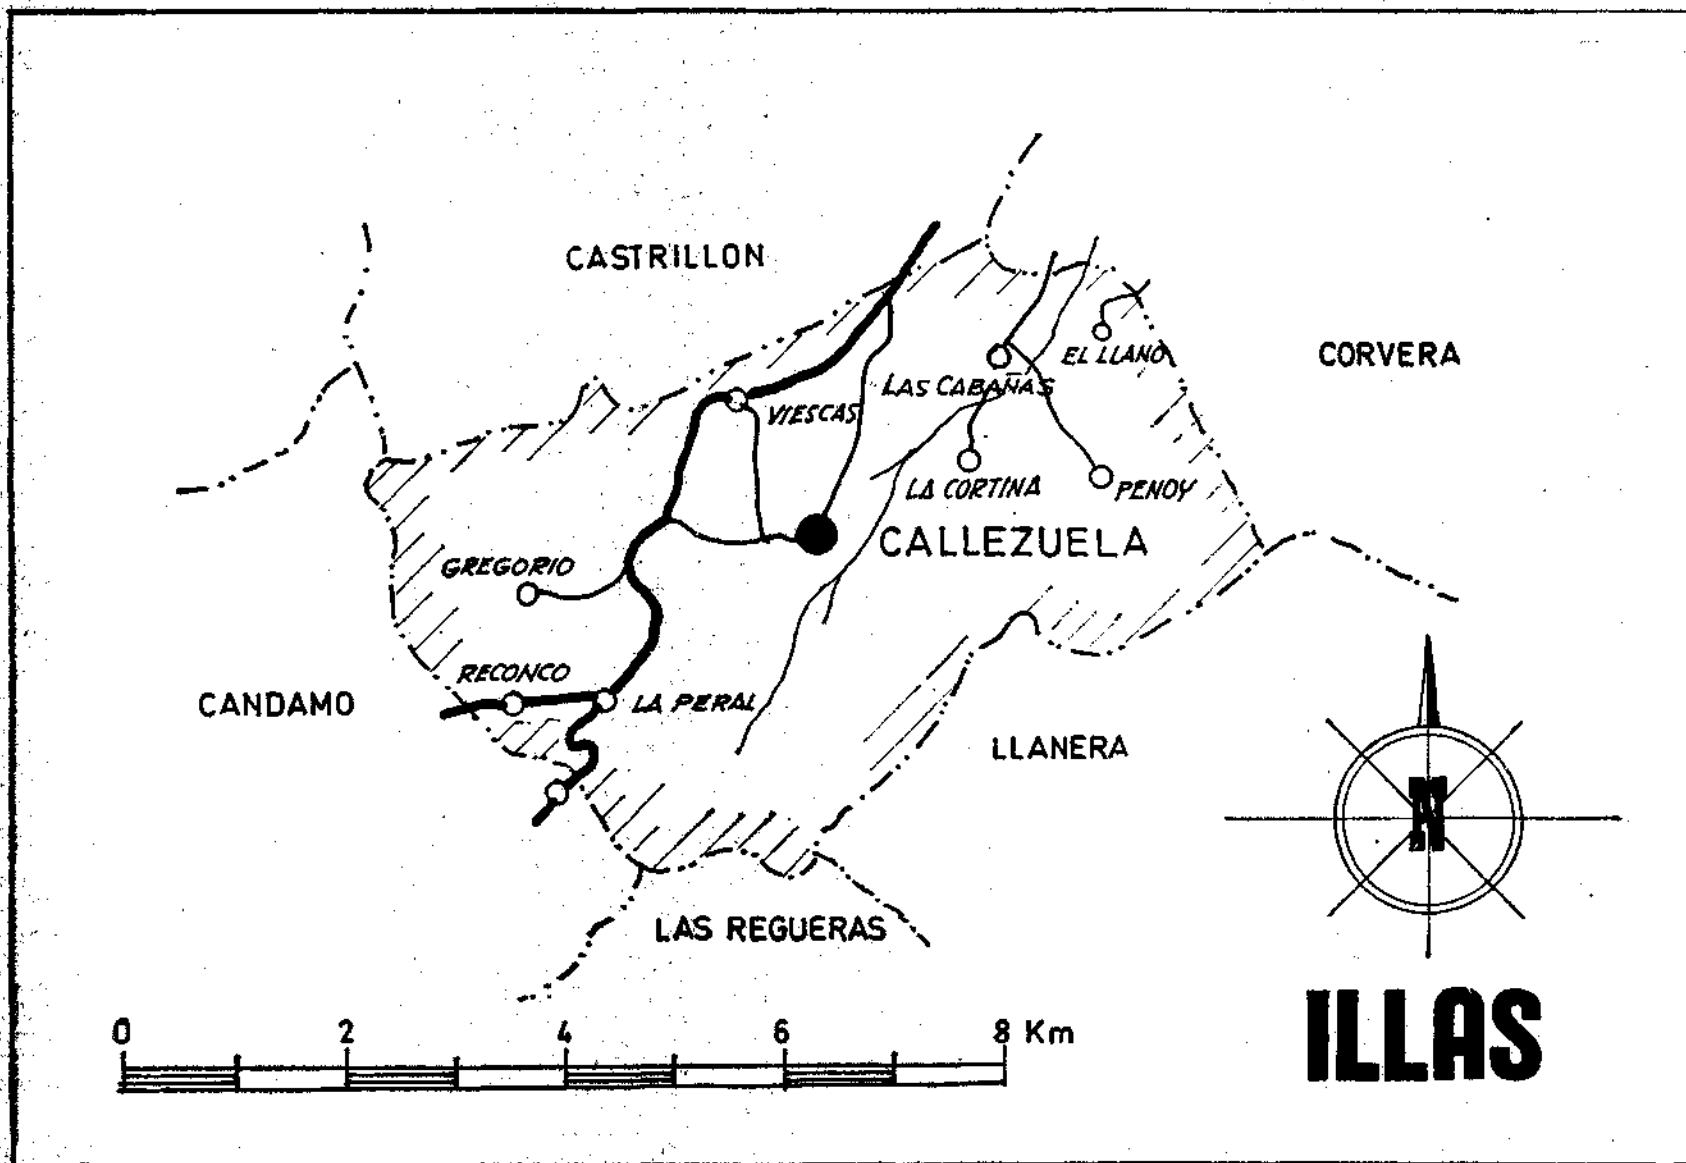 CASTRILLON
CORVERA
EL LLANO
LAS CABAÑAS
VIESCAS
LA CORTINA
PENOY
CALLEZUELA
GREGORIO
RECONCO
LA PERAL
CANDAMO
LLANERA
N
LAS REGUERAS
ILLAS
0 2 4 6 8 Km